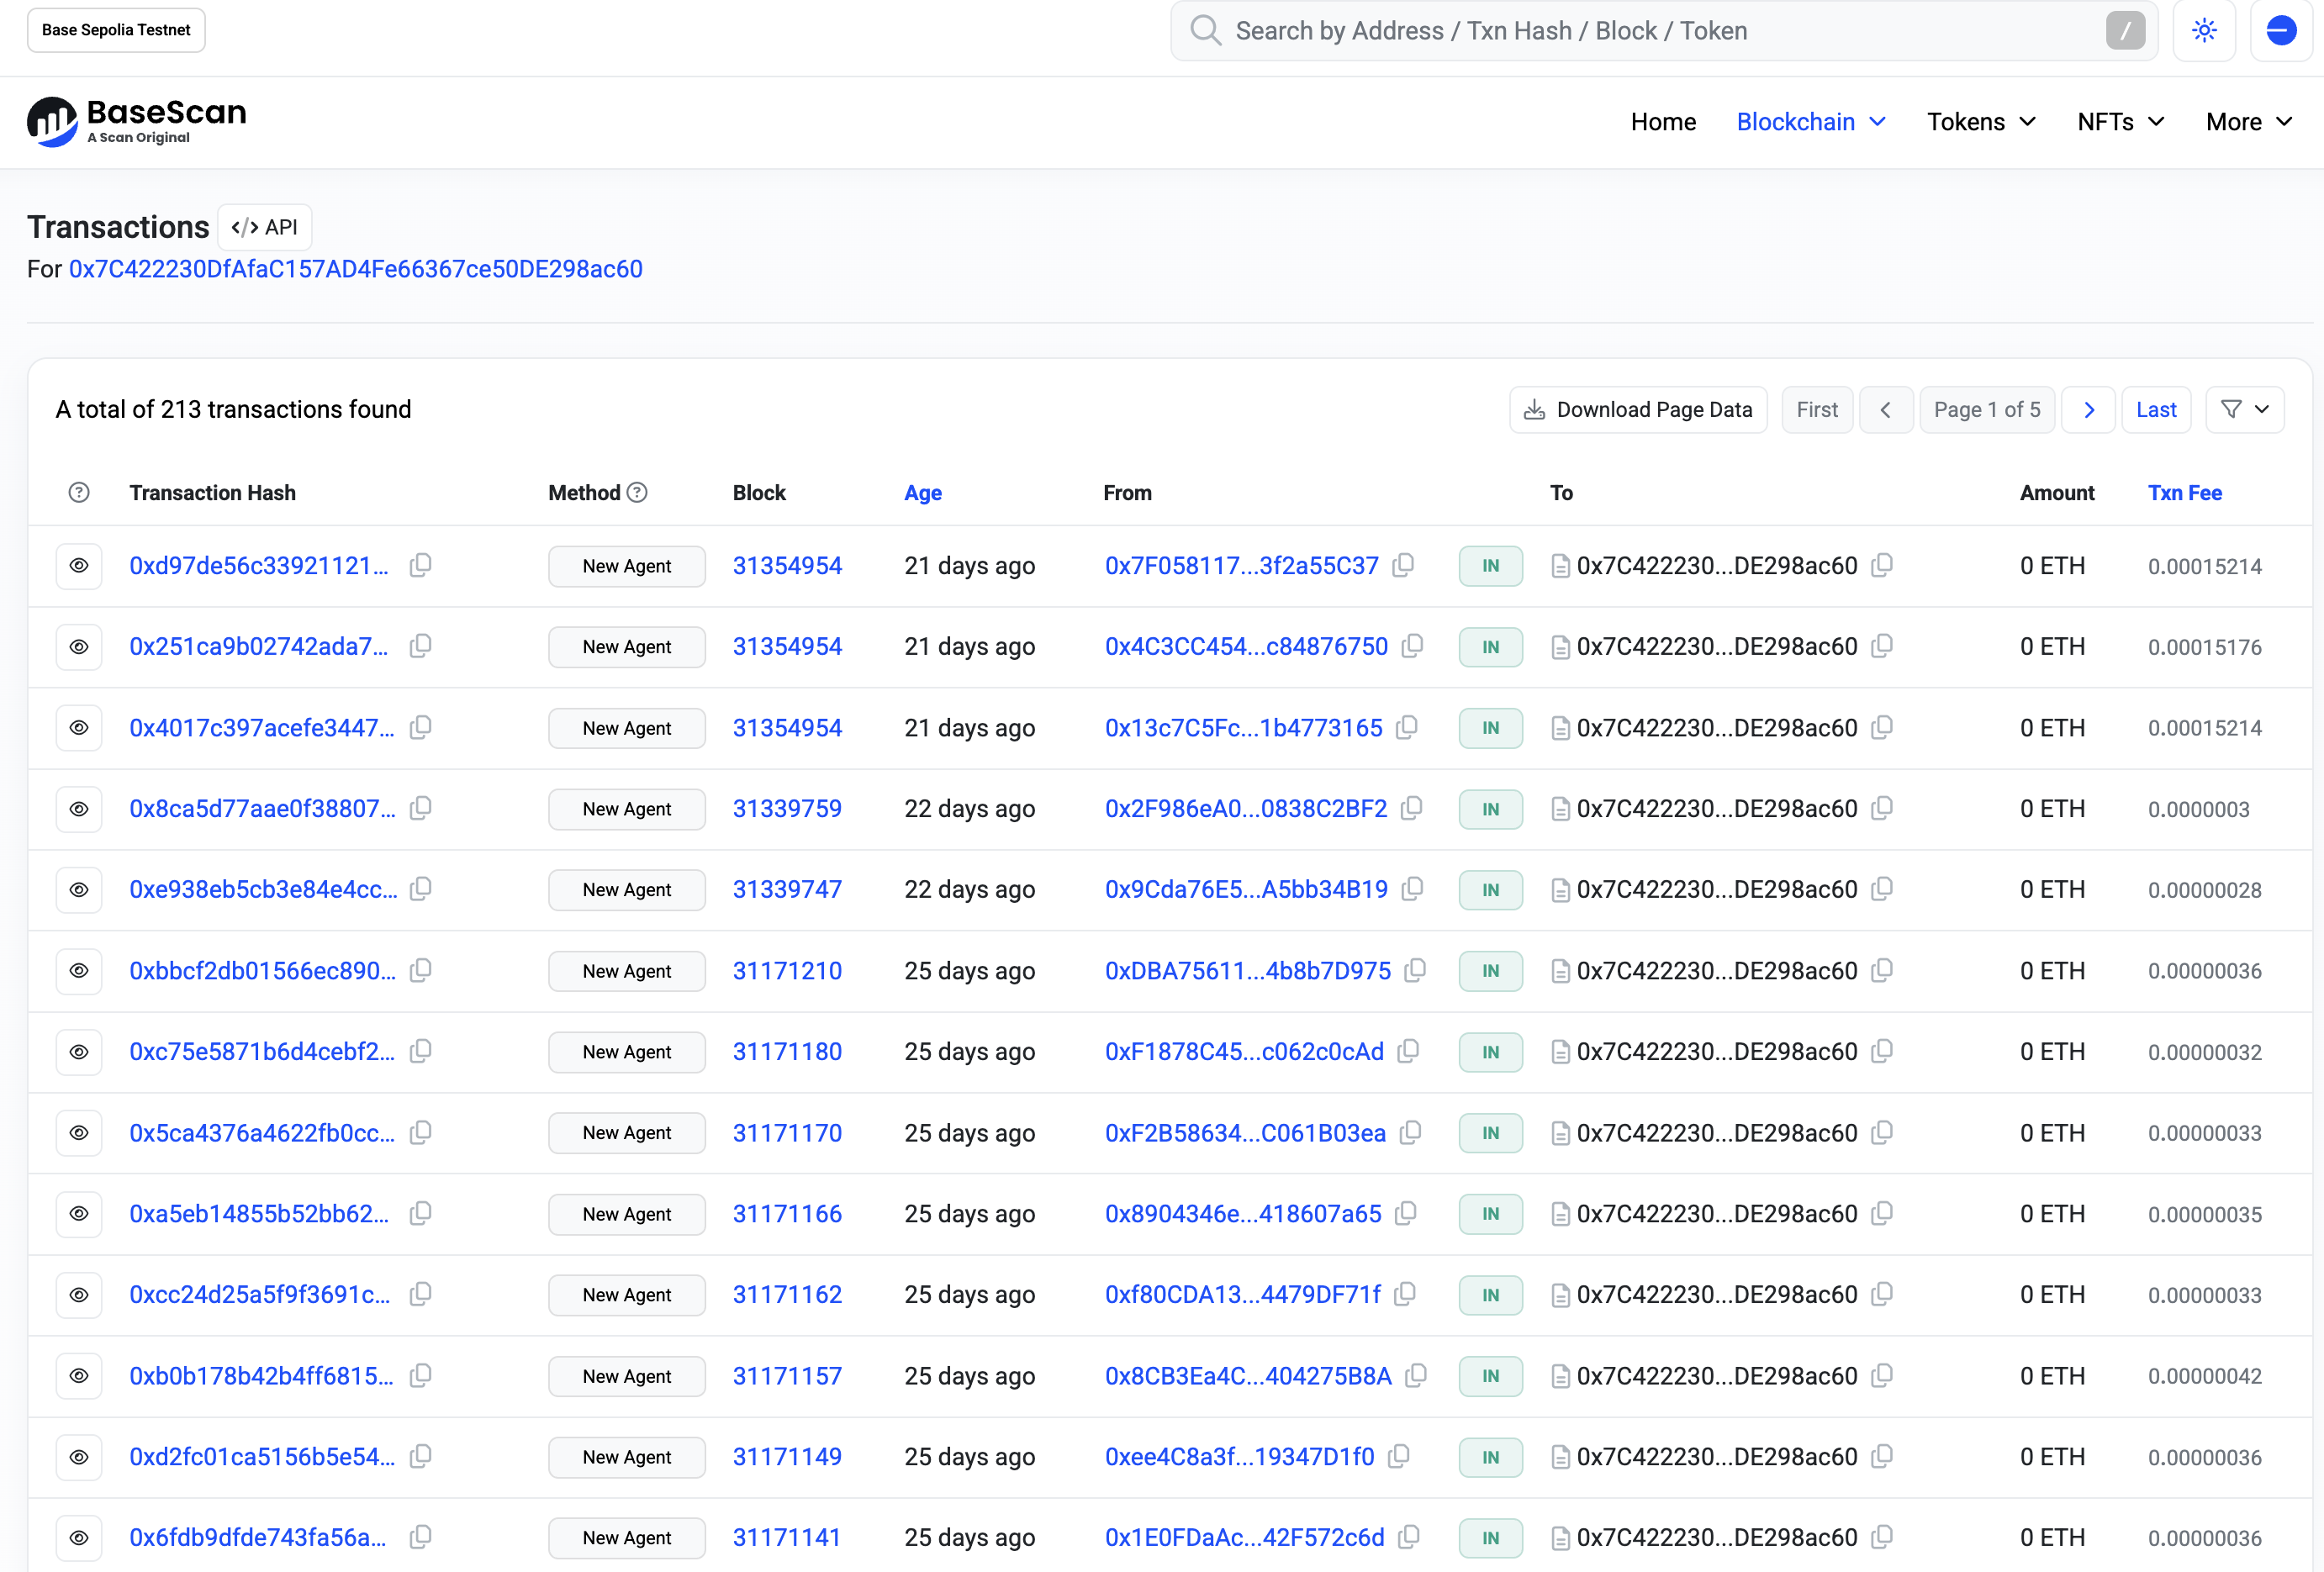 Base Sepolia Testnet
Search by Address / Txn Hash / Block / Token
/
BaseScan
A Scan Original
Home Blockchain Tokens NFTs More
Transactions </> API
For 0x7C422230DfAfaC157AD4Fe66367ce50DE298ac60
A total of 213 transactions found
Download Page Data First Page 1 of 5 Last
? Transaction Hash Method ? Block Age From To Amount Txn Fee
0xd97de56c33921121... New Agent 31354954 21 days ago 0x7F058117...3f2a55C37 IN 0x7C422230...DE298ac60 0 ETH 0.00015214
0x251ca9b02742ada7... New Agent 31354954 21 days ago 0x4C3CC454...c84876750 IN 0x7C422230...DE298ac60 0 ETH 0.00015176
0x4017c397acefe3447... New Agent 31354954 21 days ago 0x13c7C5Fc...1b4773165 IN 0x7C422230...DE298ac60 0 ETH 0.00015214
0x8ca5d77aae0f38807... New Agent 31339759 22 days ago 0x2F986eA0...0838C2BF2 IN 0x7C422230...DE298ac60 0 ETH 0.0000003
0xe938eb5cb3e84e4cc... New Agent 31339747 22 days ago 0x9Cda76E5...A5bb34B19 IN 0x7C422230...DE298ac60 0 ETH 0.00000028
0xbbcf2db01566ec890... New Agent 31171210 25 days ago 0xDBA75611...4b8b7D975 IN 0x7C422230...DE298ac60 0 ETH 0.00000036
0xc75e5871b6d4cebf2... New Agent 31171180 25 days ago 0xF1878C45...c062c0cAd IN 0x7C422230...DE298ac60 0 ETH 0.00000032
0x5ca4376a4622fb0cc... New Agent 31171170 25 days ago 0xF2B58634...C061B03ea IN 0x7C422230...DE298ac60 0 ETH 0.00000033
0xa5eb14855b52bb62... New Agent 31171166 25 days ago 0x8904346e...418607a65 IN 0x7C422230...DE298ac60 0 ETH 0.00000035
0xcc24d25a5f9f3691c... New Agent 31171162 25 days ago 0xf80CDA13...4479DF71f IN 0x7C422230...DE298ac60 0 ETH 0.00000033
0xb0b178b42b4ff6815... New Agent 31171157 25 days ago 0x8CB3Ea4C...404275B8A IN 0x7C422230...DE298ac60 0 ETH 0.00000042
0xd2fc01ca5156b5e54... New Agent 31171149 25 days ago 0xee4C8a3f...19347D1f0 IN 0x7C422230...DE298ac60 0 ETH 0.00000036
0x6fdb9dfde743fa56a... New Agent 31171141 25 days ago 0x1E0FDaAc...42F572c6d IN 0x7C422230...DE298ac60 0 ETH 0.00000036